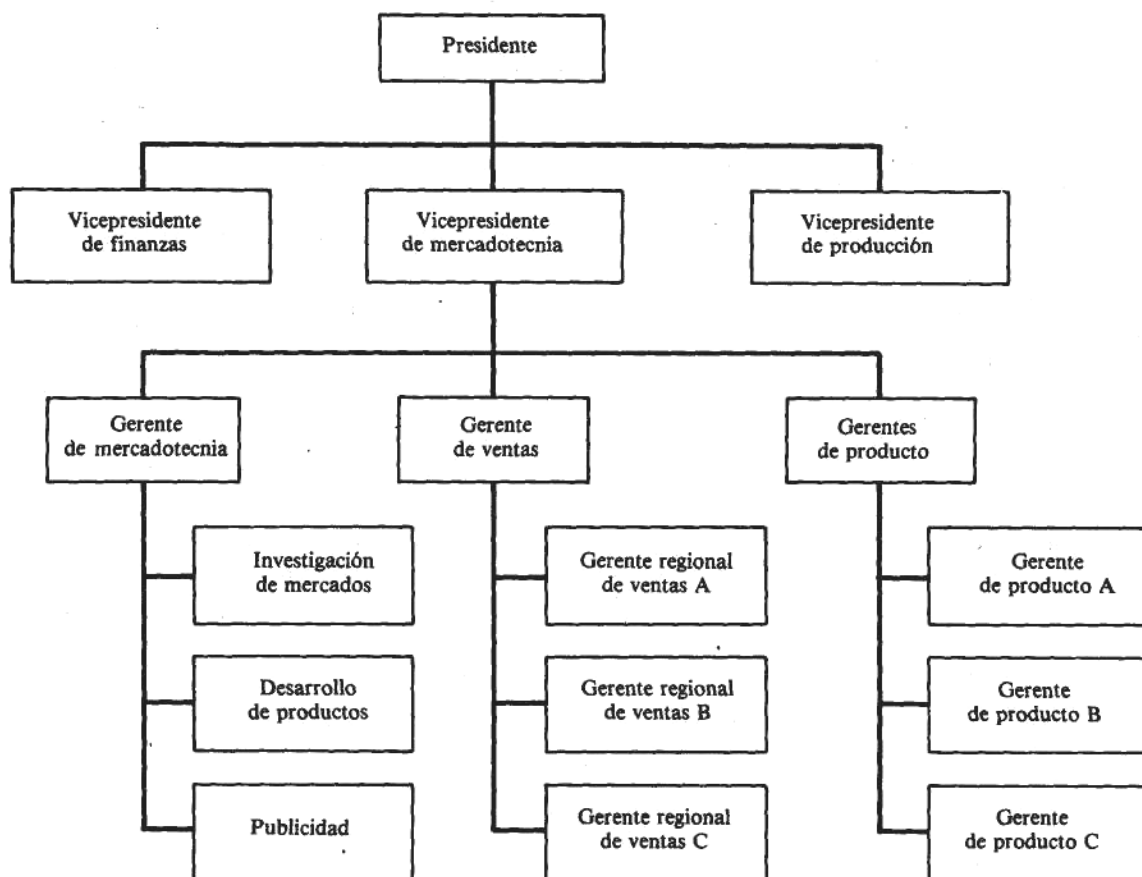 Presidente
Vicepresidente
de finanzas
Vicepresidente
de mercadotecnia
Vicepresidente
de producción
Gerente
de mercadotecnia
Gerente
de ventas
Gerentes
de producto
Investigación
de mercados
Gerente regional
de ventas A
Gerente
de producto A
Desarrollo
de productos
Gerente regional
de ventas B
Gerente
de producto B
Publicidad
Gerente regional
de ventas C
Gerente
de producto C